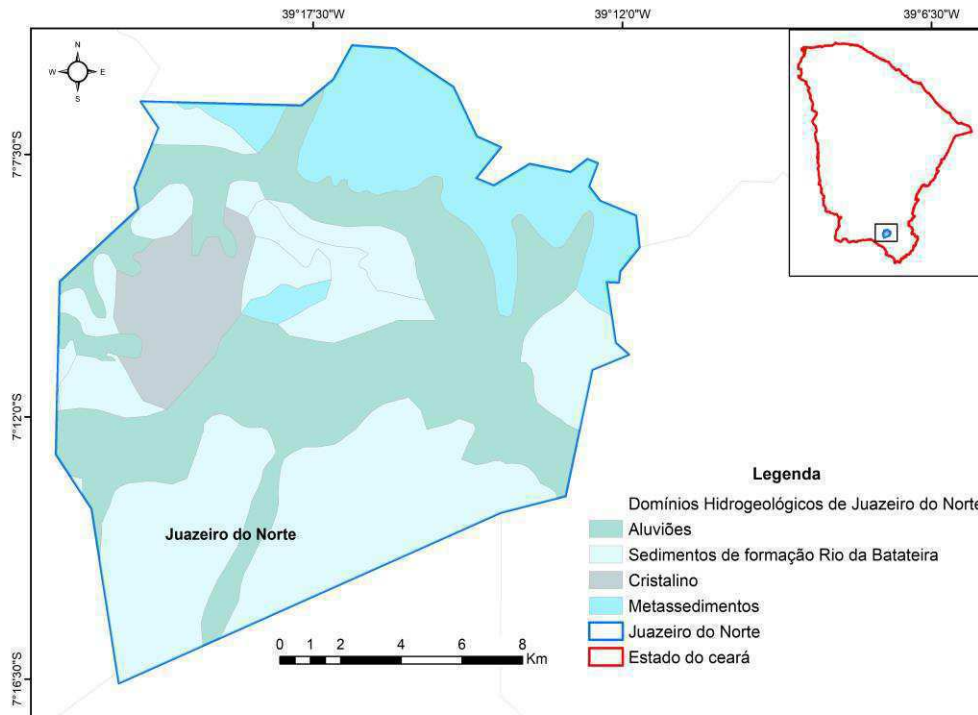 39°17'30"W
39°12'0"W
39°6'30"W
N
W
E
S
7°7'30"S
7°12'0"S
7°16'30"S
Juazeiro do Norte
Legenda
Domínios Hidrogeológicos de Juazeiro do Norte
Aluviões
Sedimentos de formação Rio da Batateira
Cristalino
Metassedimentos
Juazeiro do Norte
Estado do ceará
0 1 2 4 6 8
Km